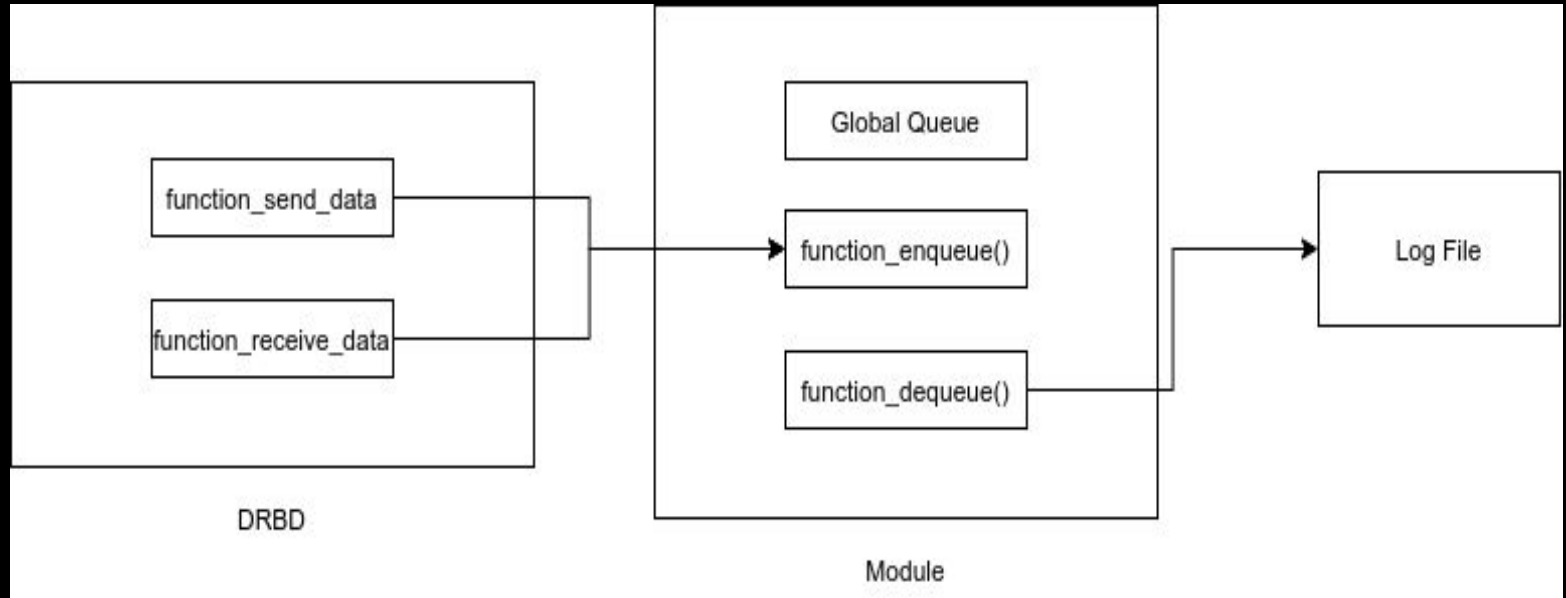 function_send_data
function_receive_data
DRBD
Global Queue
function_enqueue()
function_dequeue()
Module
Log File